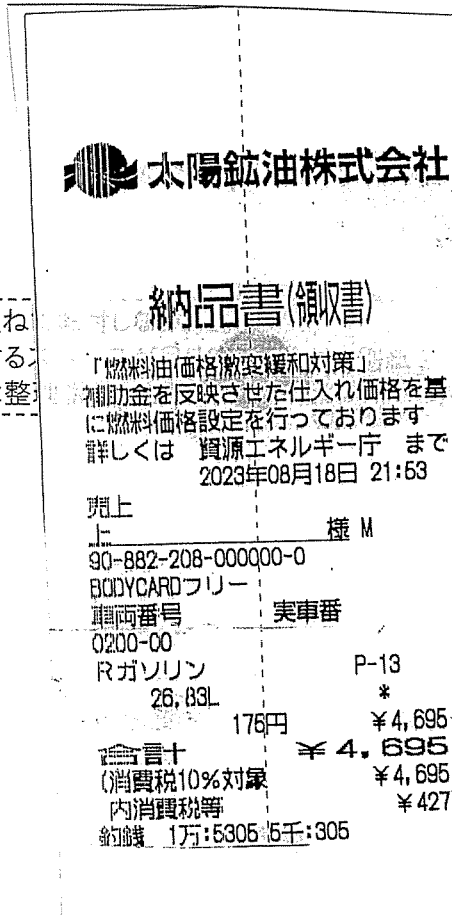 太陽鉱油株式会社
納品書(領収書)
「燃料油価格激変緩和対策」
補助金を反映させた仕入れ価格を基
に燃料価格設定を行っております
詳しくは 資源エネルギー庁 まで
2023年08月18日 21:53
売上
上 様 M
90-882-208-000000-0
BODYCARDフリー
車両番号 実車番
0200-00
Rガソリン P-13
26,83L *
175円 ¥4,695
合計 ¥4,695
(消費税10%対象 ¥4,695
内消費税等 ¥427
釣銭 1万:5305 5千:305